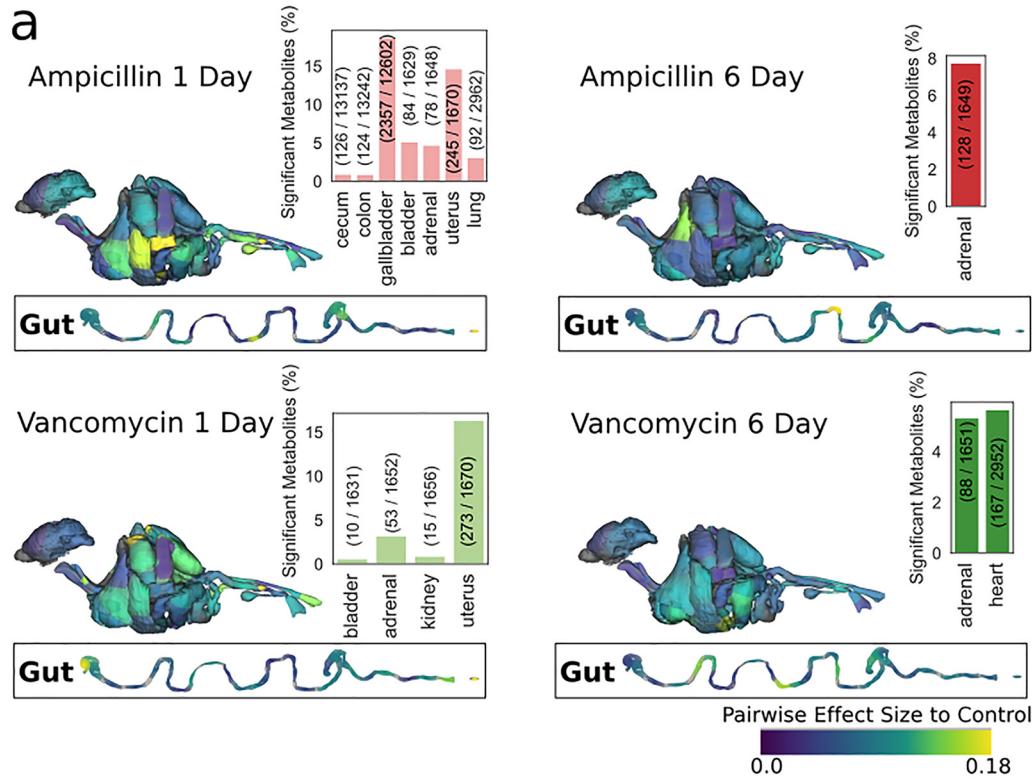 a
Ampicillin 1 Day
Significant Metabolites (%)
15
10
5
0
(126 / 13137)
(124 / 13242)
(2357 / 12602)
(84 / 1629)
(78 / 1648)
(245 / 1670)
(92 / 2962)
cecum
colon
gallbladder
bladder
adrenal
uterus
lung
Gut
Ampicillin 6 Day
Significant Metabolites (%)
8
6
4
2
0
(128 / 1649)
adrenal
Gut
Vancomycin 1 Day
Significant Metabolites (%)
15
10
5
0
(10 / 1631)
(53 / 1652)
(15 / 1656)
(273 / 1670)
bladder
adrenal
kidney
uterus
Gut
Vancomycin 6 Day
Significant Metabolites (%)
4
2
0
(88 / 1651)
(167 / 2952)
adrenal
heart
Gut
Pairwise Effect Size to Control
0.0
0.18